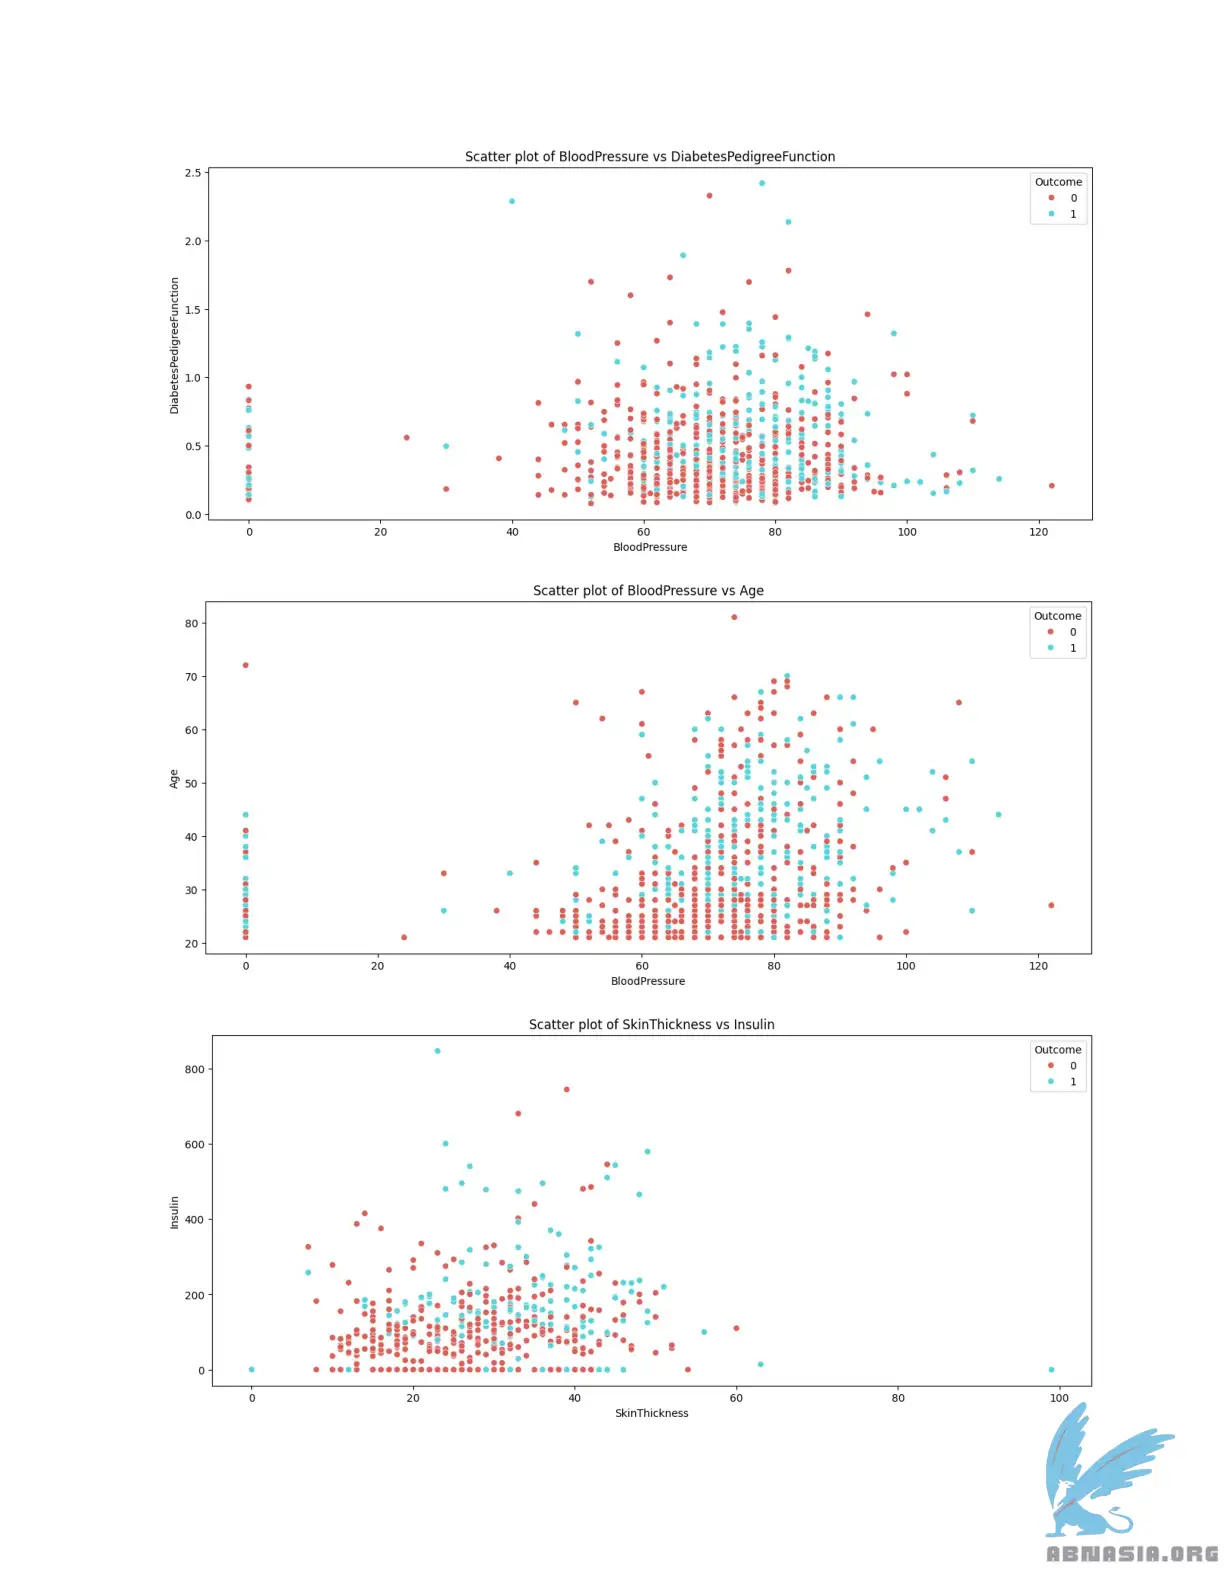 Scatter plot of BloodPressure vs DiabetesPedigreeFunction
2.5
2.0
1.5
1.0
0.5
0.0
DiabetesPedigreeFunction
Outcome
0
1
0 20 40 60 80 100 120
BloodPressure
Scatter plot of BloodPressure vs Age
80
70
60
50
40
30
20
Age
Outcome
0
1
0 20 40 60 80 100 120
BloodPressure
Scatter plot of SkinThickness vs Insulin
800
600
400
200
0
Insulin
Outcome
0
1
0 20 40 60 80 100
SkinThickness
ABNASIA.ORG